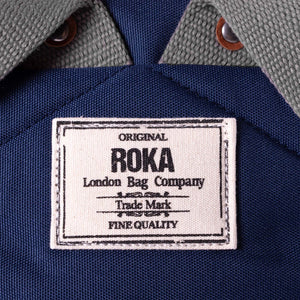 ORIGINAL
ROKA
London Bag Company
Trade Mark
FINE QUALITY